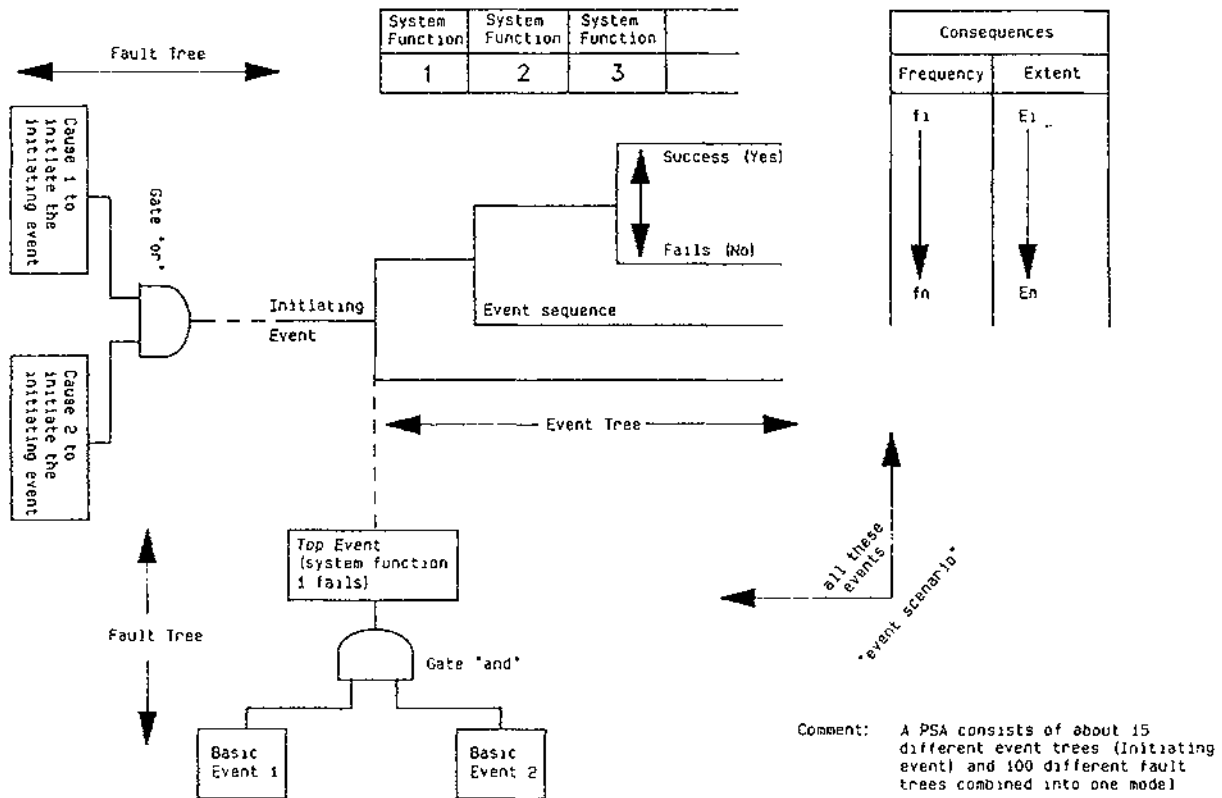 Fault Tree
System Function
1
System Function
2
System Function
3
Consequences
Frequency
Extent
f1
E1
fn
En
Cause 1 to
initiate the
initiating event
Gate "or"
Cause 2 to
initiate the
initiating event
Initiating
Event
Success (Yes)
Fails (No)
Event sequence
Event Tree
Top Event
(system function
1 fails)
Fault Tree
Gate "and"
Basic
Event 1
Basic
Event 2
all these
events
"event scenario"
Comment: A PSA consists of about 15
different event trees (Initiating
event) and 100 different fault
trees combined into one model